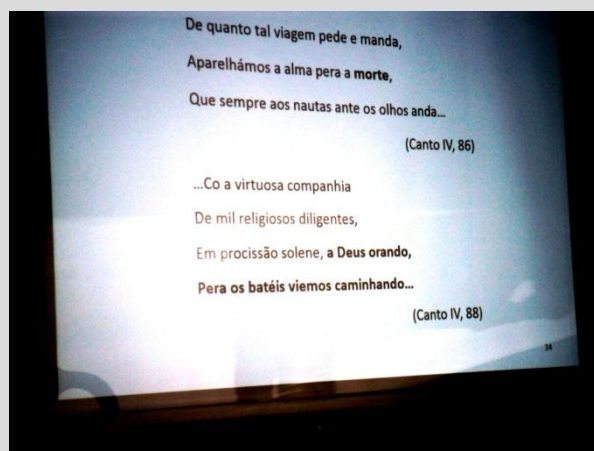 De quanto tal viagem pede e manda,
Aparelhámos a alma pera a morte,
Que sempre aos nautas ante os olhos anda...
(Canto IV, 86)
...Co a virtuosa companhia
De mil religiosos diligentes,
Em procissão solene, a Deus orando,
Pera os batéis viemos caminhando...
(Canto IV, 88)